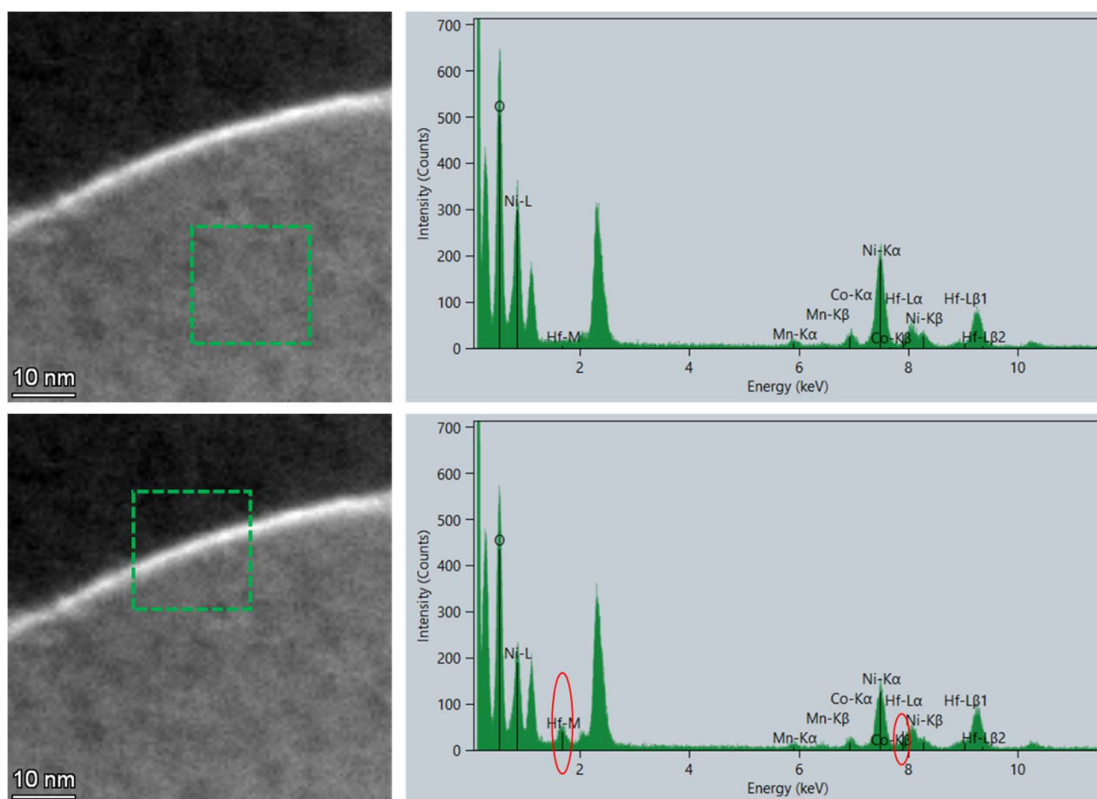 10 nm
Intensity (Counts)
700
600
500
400
300
200
100
0
O
Ni-L
Hf-M
Mn-Kα
Mn-Kβ
Co-Kα
Ni-Kα
Hf-Lα
Co-Kβ
Ni-Kβ
Hf-Lβ1
Hf-Lβ2
2
4
6
8
10
Energy (keV)
10 nm
Intensity (Counts)
700
600
500
400
300
200
100
0
O
Ni-L
Hf-M
Mn-Kα
Mn-Kβ
Co-Kα
Ni-Kα
Hf-Lα
Co-Kβ
Ni-Kβ
Hf-Lβ1
Hf-Lβ2
2
4
6
8
10
Energy (keV)